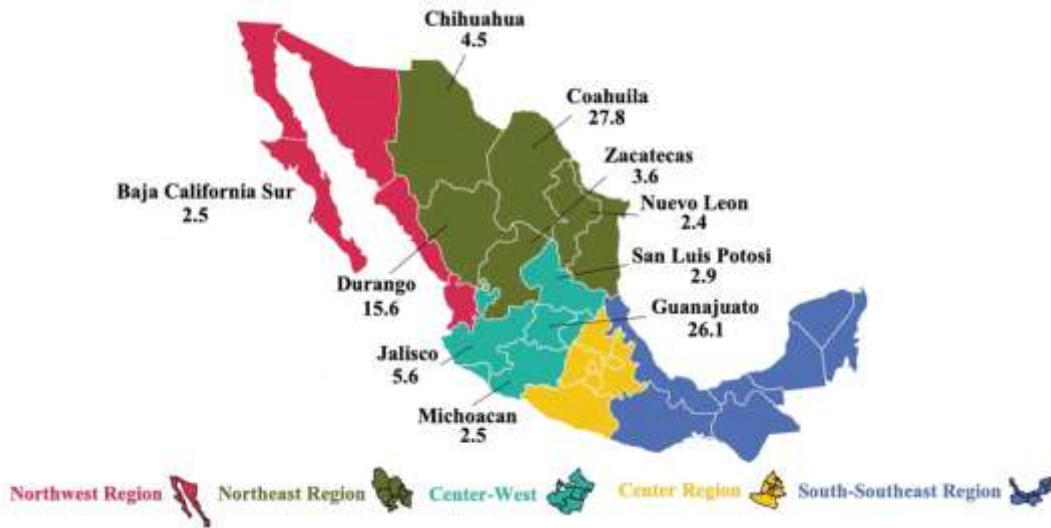 Chihuahua
4.5
Coahuila
27.8
Zacatecas
3.6
Baja California Sur
2.5
Nuevo Leon
2.4
San Luis Potosi
2.9
Durango
15.6
Guanajuato
26.1
Jalisco
5.6
Michoacan
2.5
Northwest Region
Northeast Region
Center-West
Center Region
South-Southeast Region